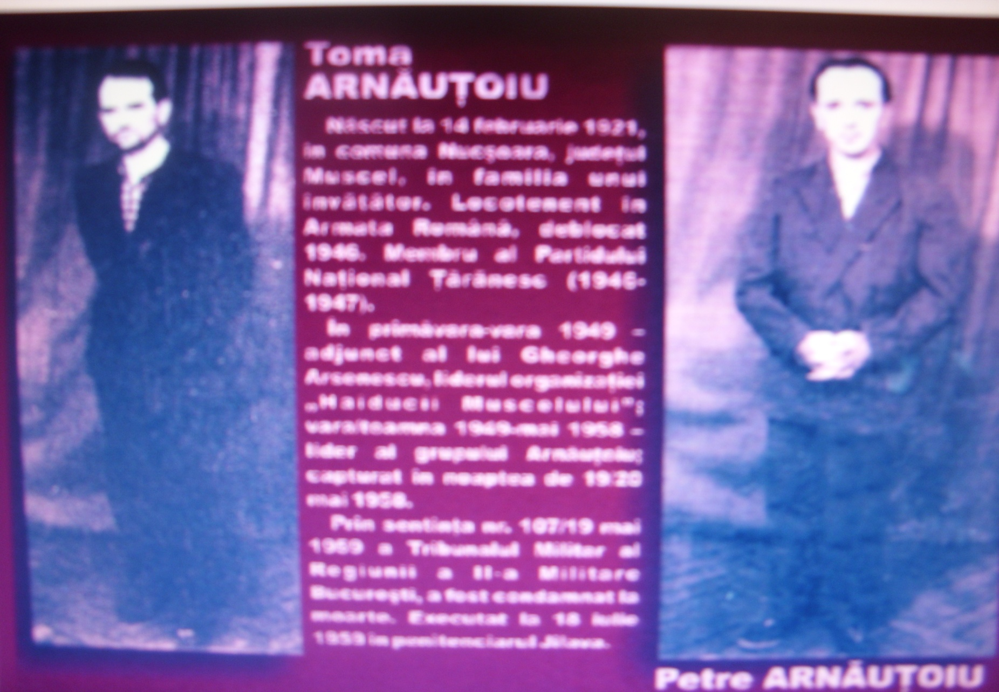 Toma
ARNĂUȚOIU
Născut la 14 februarie 1921,
în comuna Nucșoara, județul
Muscel, în familia unui
învățător. Locotenent în
Armata Română, deblocat
1946. Membru al Partidului
Național Țărănesc (1946-
1947).
În primăvara-vara 1949 –
adjunct al lui Gheorghe
Arsenescu, liderul organizației
„Haiducii Muscelului”;
vara/toamna 1949-mai 1958 –
lider al grupului Arnăuțoiu;
capturat în noaptea de 19/20
mai 1958.
Prin sentința nr. 107/19 mai
1959 a Tribunalul Militar al
Regiunii a II-a Militare
București, a fost condamnat la
moarte. Executat la 18 iulie
1959 în penitenciarul Jilava.
Petre ARNĂUȚOIU